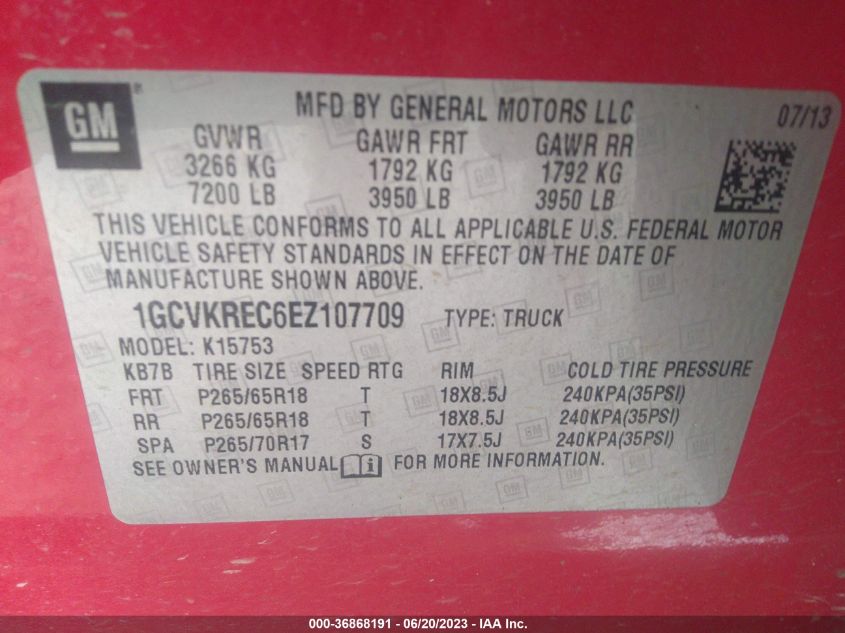 GM
MFD BY GENERAL MOTORS LLC 07/13
GVWR GAWR FRT GAWR RR
3266 KG 1792 KG 1792 KG
7200 LB 3950 LB 3950 LB
THIS VEHICLE CONFORMS TO ALL APPLICABLE U.S. FEDERAL MOTOR
VEHICLE SAFETY STANDARDS IN EFFECT ON THE DATE OF
MANUFACTURE SHOWN ABOVE.
1GCVKREC6EZ107709 TYPE: TRUCK
MODEL: K15753
KB7B TIRE SIZE SPEED RTG RIM COLD TIRE PRESSURE
FRT P265/65R18 T 18X8.5J 240KPA(35PSI)
RR P265/65R18 T 18X8.5J 240KPA(35PSI)
SPA P265/70R17 S 17X7.5J 240KPA(35PSI)
SEE OWNER'S MANUAL i FOR MORE INFORMATION.
000-36868191 - 06/20/2023 - IAA Inc.